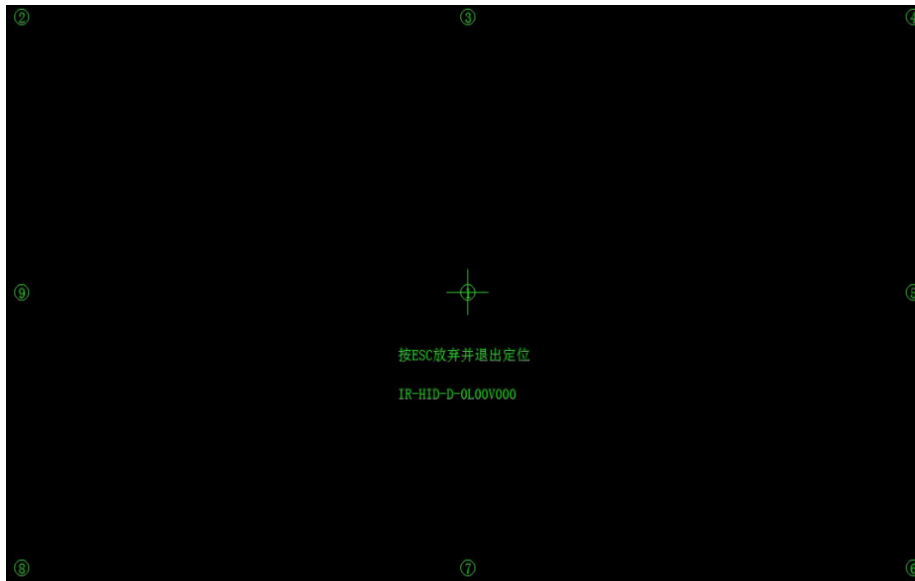 ② ③ ④
⑨ ① ⑤
按ESC放弃并退出定位
IR-HID-D-0L00V000
⑧ ⑦ ⑥